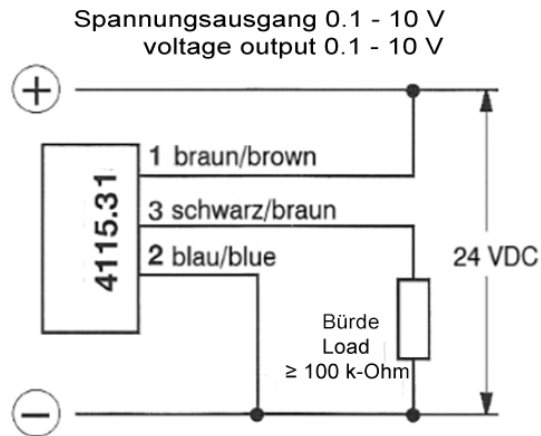 Spannungsausgang 0.1 - 10 V
voltage output 0.1 - 10 V
+
1 braun/brown
4115.31
3 schwarz/braun
2 blau/blue
24 VDC
Bürde
Load
≥ 100 k-Ohm
−